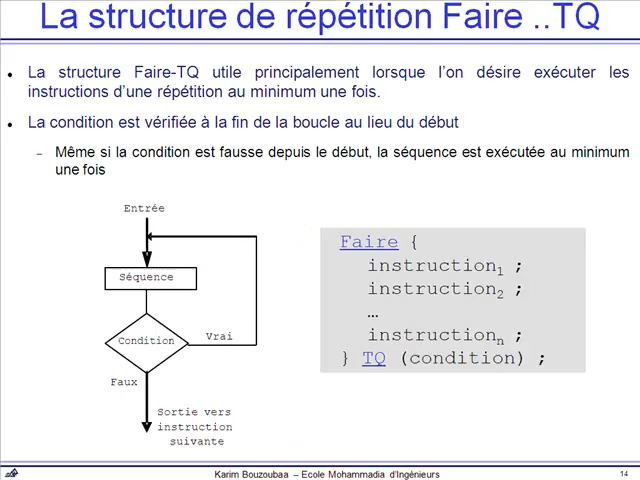 La structure de répétition Faire ..TQ
• La structure Faire-TQ utile principalement lorsque l’on désire exécuter les
instructions d’une répétition au minimum une fois.
• La condition est vérifiée à la fin de la boucle au lieu du début
– Même si la condition est fausse depuis le début, la séquence est exécutée au minimum
une fois
Entrée
Séquence
Condition
Vrai
Faux
Sortie vers
instruction
suivante
Faire {
instruction1 ;
instruction2 ;
…
instructionn ;
} TQ (condition) ;
Karim Bouzoubaa – Ecole Mohammadia d’Ingénieurs
14